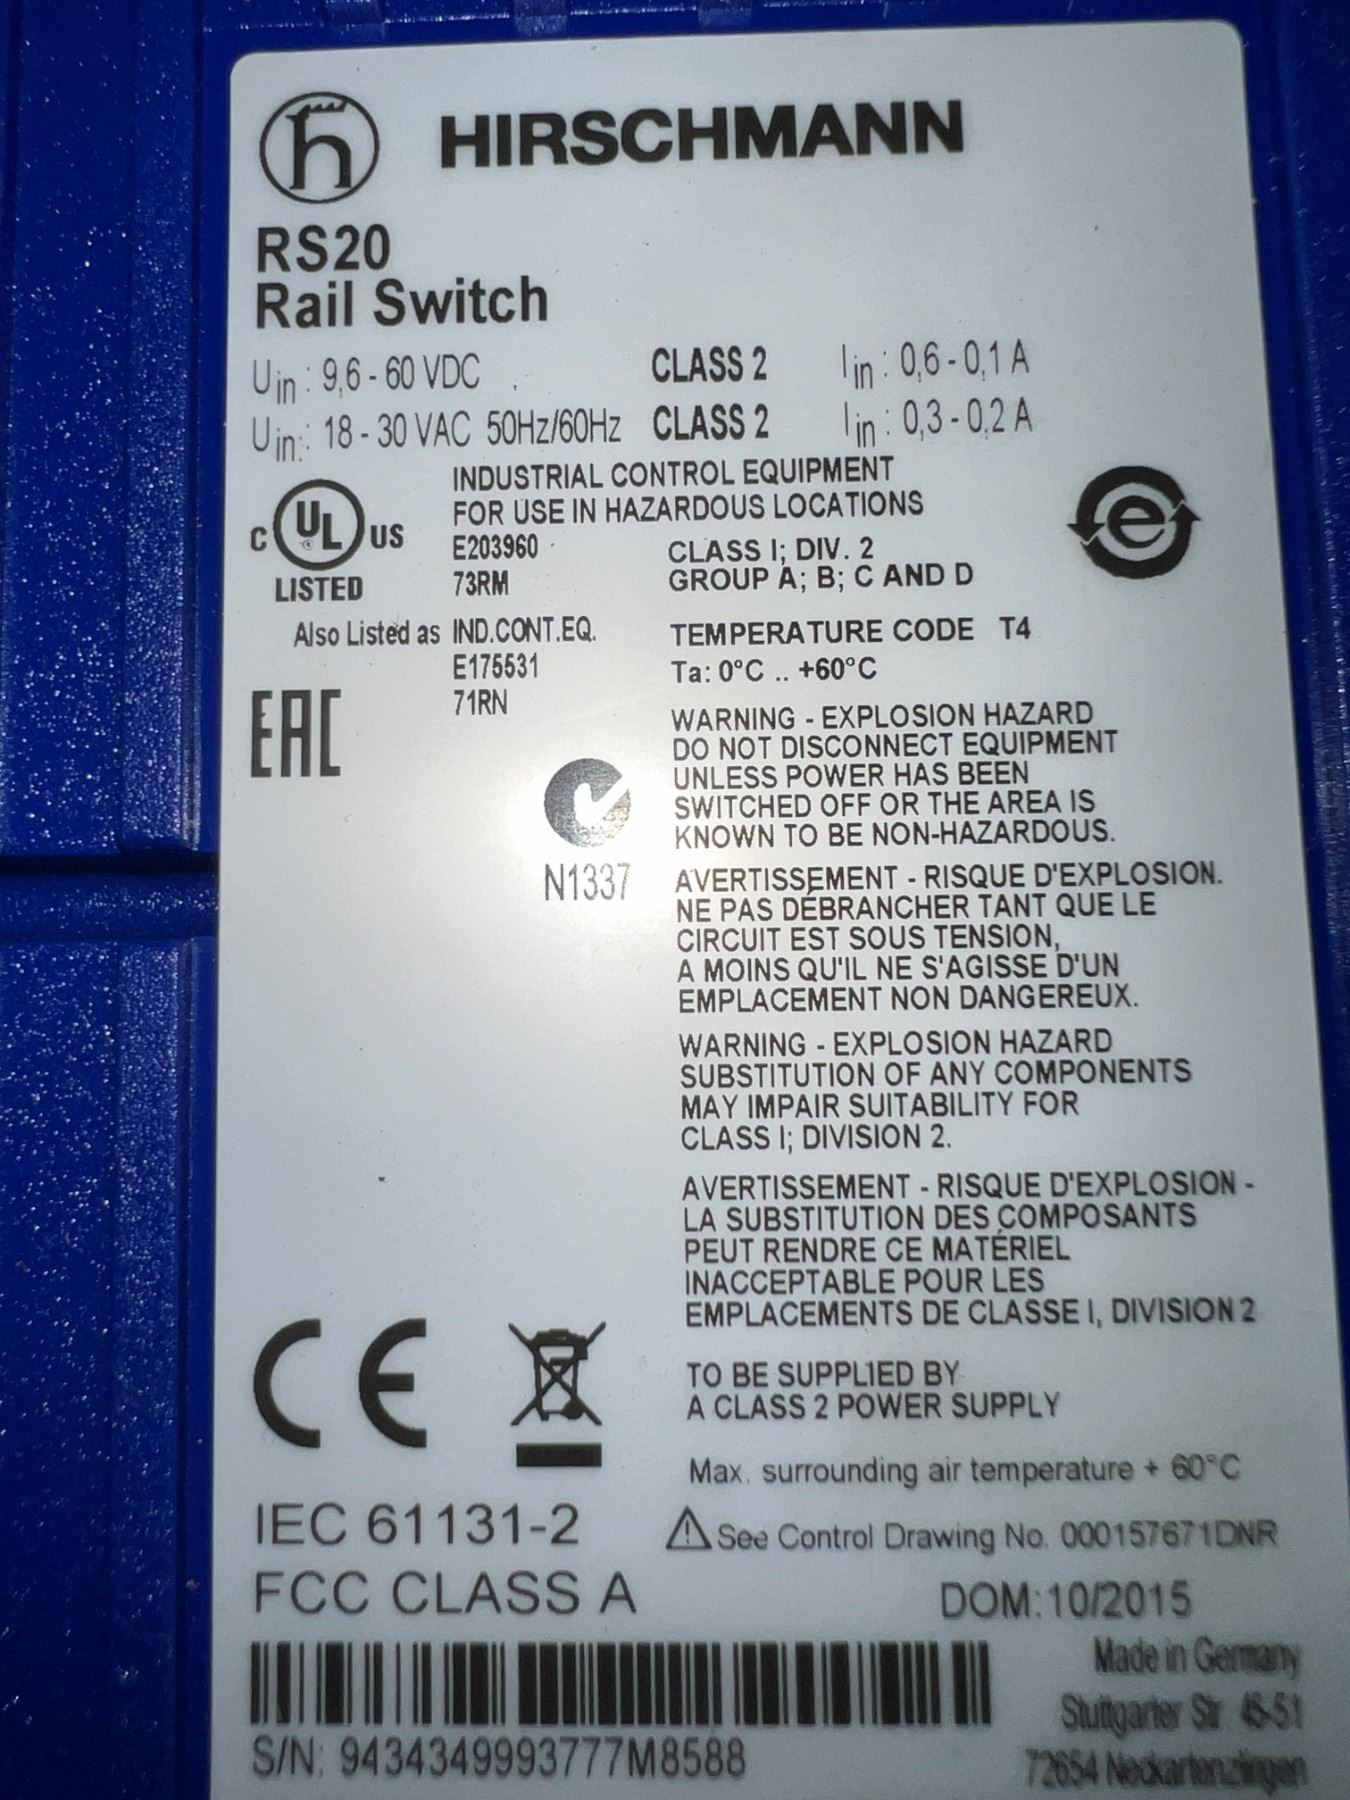 HIRSCHMANN
RS20
Rail Switch
Uin : 9,6 - 60 VDC CLASS 2 Iin : 0,6 - 0,1 A
Uin : 18 - 30 VAC 50Hz/60Hz CLASS 2 Iin : 0,3 - 0,2 A
INDUSTRIAL CONTROL EQUIPMENT
FOR USE IN HAZARDOUS LOCATIONS
C UL US
LISTED
E203960
73RM
CLASS I; DIV. 2
GROUP A; B; C AND D
e
Also Listed as IND.CONT.EQ.
E175531
71RN
TEMPERATURE CODE T4
Ta: 0°C .. +60°C
EAC
N1337
WARNING - EXPLOSION HAZARD
DO NOT DISCONNECT EQUIPMENT
UNLESS POWER HAS BEEN
SWITCHED OFF OR THE AREA IS
KNOWN TO BE NON-HAZARDOUS.
AVERTISSEMENT - RISQUE D'EXPLOSION.
NE PAS DÉBRANCHER TANT QUE LE
CIRCUIT EST SOUS TENSION,
A MOINS QU'IL NE S'AGISSE D'UN
EMPLACEMENT NON DANGEREUX.
WARNING - EXPLOSION HAZARD
SUBSTITUTION OF ANY COMPONENTS
MAY IMPAIR SUITABILITY FOR
CLASS I; DIVISION 2.
AVERTISSEMENT - RISQUE D'EXPLOSION -
LA SUBSTITUTION DES COMPOSANTS
PEUT RENDRE CE MATÉRIEL
INACCEPTABLE POUR LES
EMPLACEMENTS DE CLASSE I, DIVISION 2
TO BE SUPPLIED BY
A CLASS 2 POWER SUPPLY
Max. surrounding air temperature + 60°C
See Control Drawing No. 000157671DNR
CE
IEC 61131-2
FCC CLASS A
DOM:10/2015
Made in Germany
Stuttgarter Str. 45-51
72654 Neckartenzlingen
S/N: 9434349993777M8588